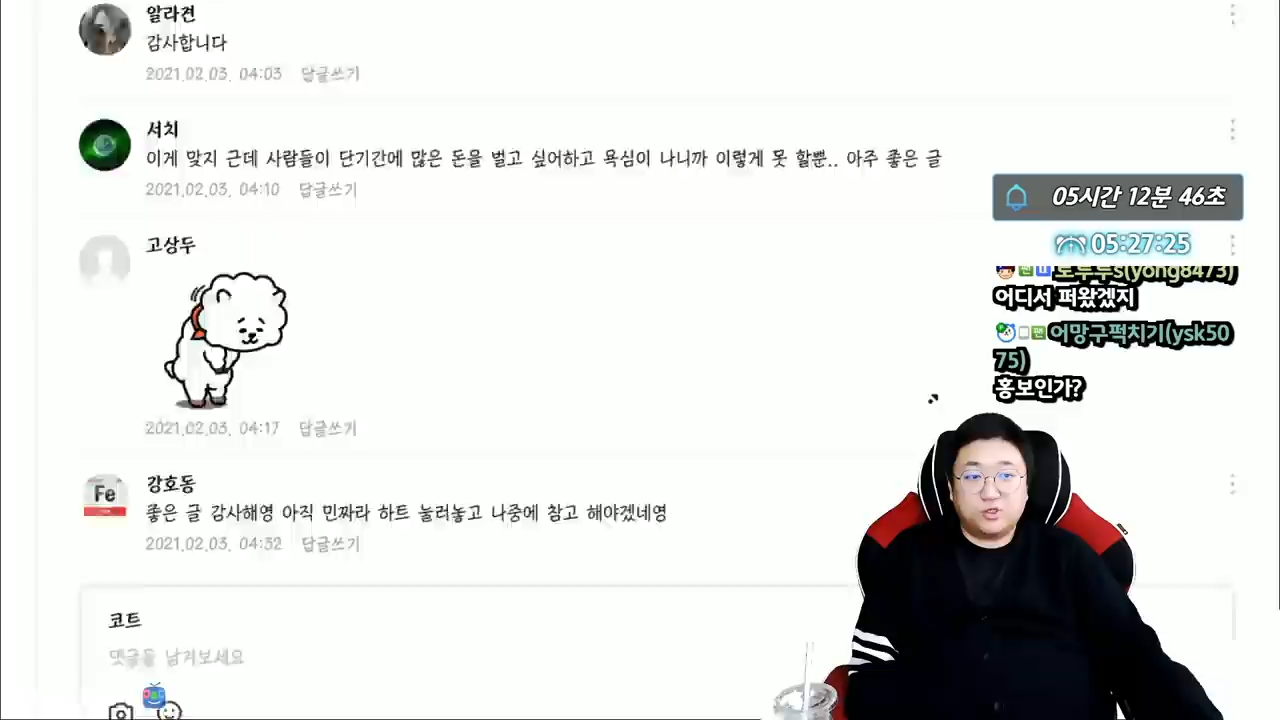 알라견
감사합니다
2021.02.03. 04:03 답글쓰기
서치
이게 맞지 근데 사람들이 단기간에 많은 돈을 벌고 싶어하고 욕심이 나니까 이렇게 못 할뿐.. 아주 좋은 글
2021.02.03. 04:10 답글쓰기
고상두
2021.02.03. 04:17 답글쓰기
강호동
Fe
좋은 글 감사해영 아직 민짜라 하트 눌러놓고 나중에 참고 해야겠네영
2021.02.03. 04:32 답글쓰기
코트
댓글을 남겨보세요
05시간 12분 46초
05:27:25
로루루s(yong8473)
어디서 펴왔겠지
어망구퍽치기(ysk50
75)
홍보인가?